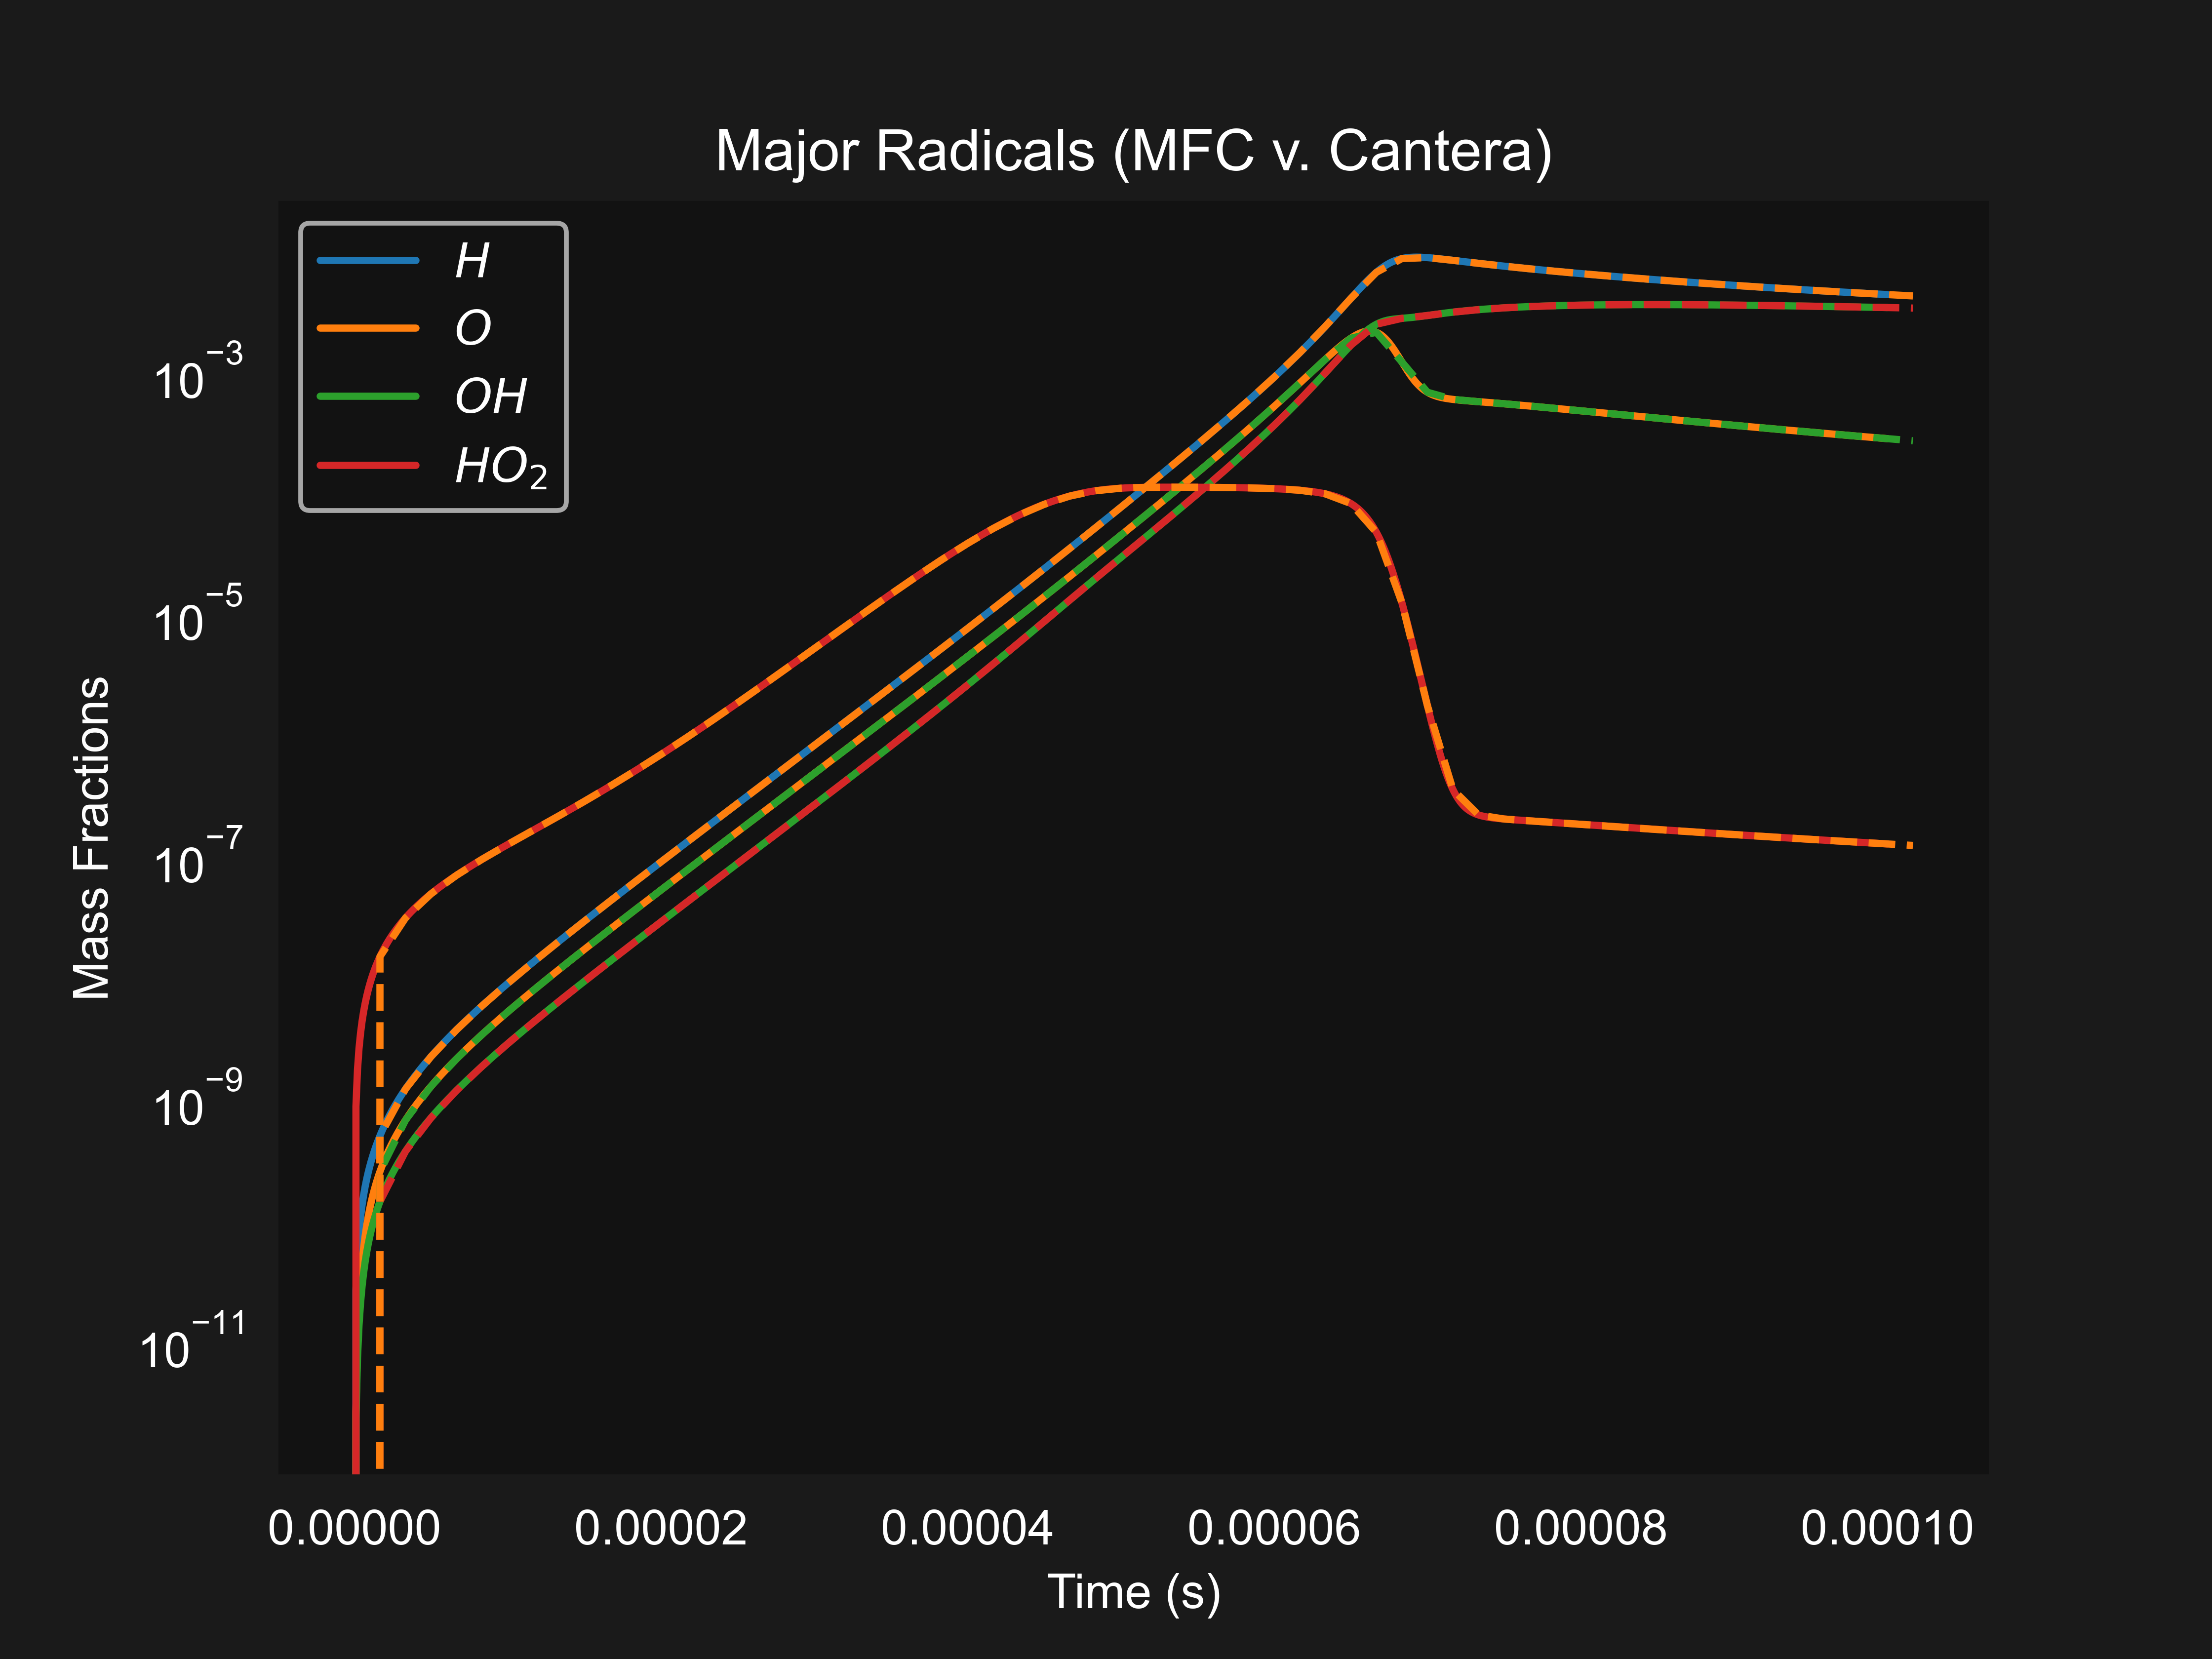 Major Radicals (MFC v. Cantera)
H
O
OH
HO₂
10⁻³
10⁻⁵
10⁻⁷
10⁻⁹
10⁻¹¹
Mass Fractions
0.00000 0.00002 0.00004 0.00006 0.00008 0.00010
Time (s)